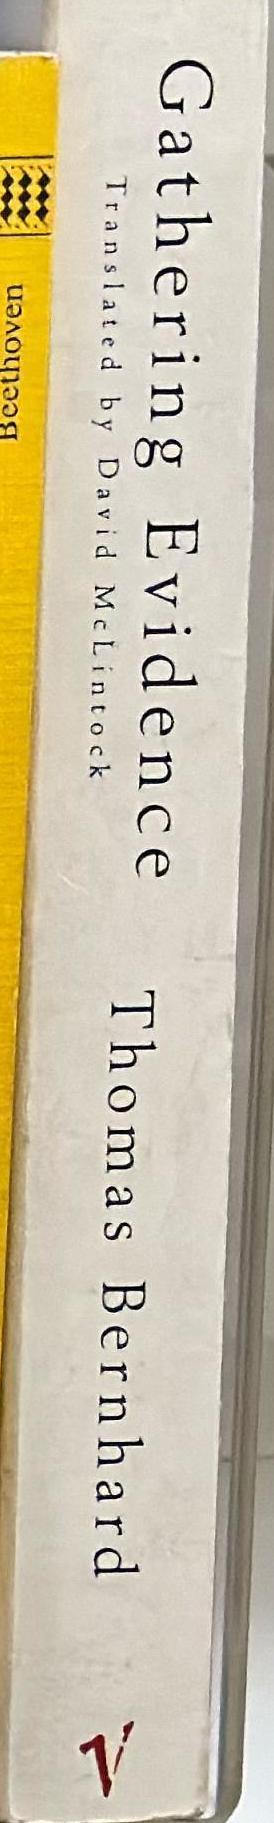 Gathering Evidence
Translated by David McLintock
Thomas Bernhard
V
Beethoven